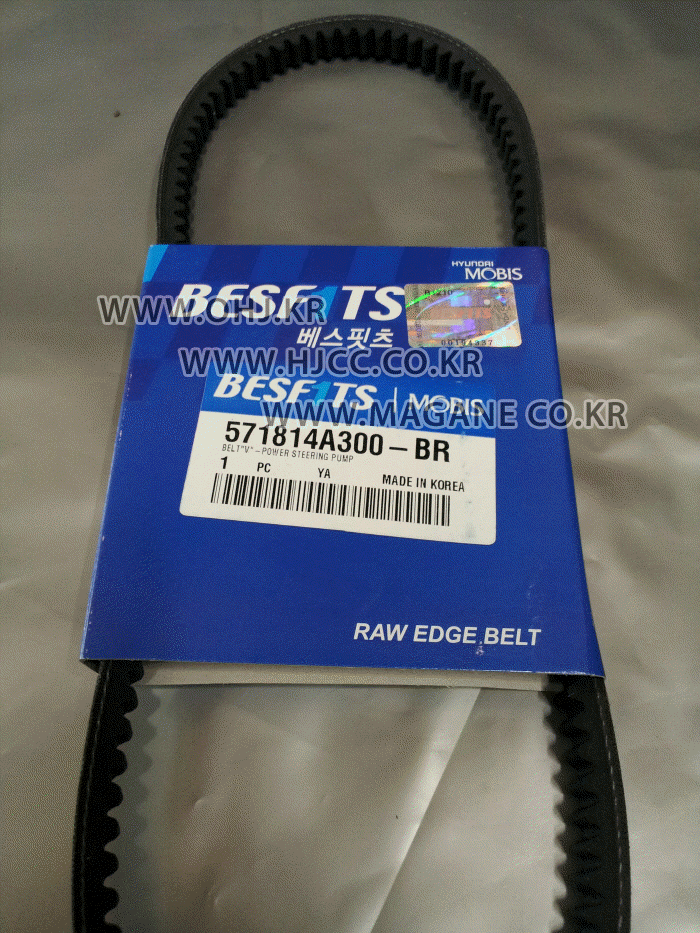 HYUNDAI
MOBIS
BESF1TS
WWW.OHJ.KR
베스핏츠
WWW.HJCC.CO.KR
BESF1TS | MOBIS
WWW.MAGANE CO.KR
571814A300-BR
BELT"V"-POWER STEERING PUMP
1 PC YA MADE IN KOREA
RAW EDGE BELT